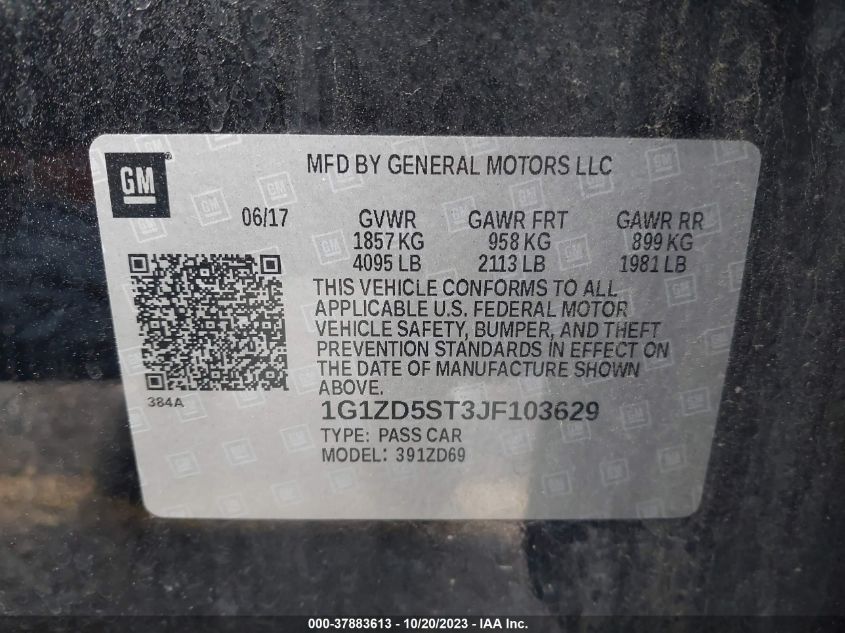 GM
MFD BY GENERAL MOTORS LLC
06/17 GVWR GAWR FRT GAWR RR
1857 KG 958 KG 899 KG
4095 LB 2113 LB 1981 LB
THIS VEHICLE CONFORMS TO ALL
APPLICABLE U.S. FEDERAL MOTOR
VEHICLE SAFETY, BUMPER, AND THEFT
PREVENTION STANDARDS IN EFFECT ON
THE DATE OF MANUFACTURE SHOWN
ABOVE.
384A
1G1ZD5ST3JF103629
TYPE: PASS CAR
MODEL: 391ZD69
000-37883613 - 10/20/2023 - IAA Inc.